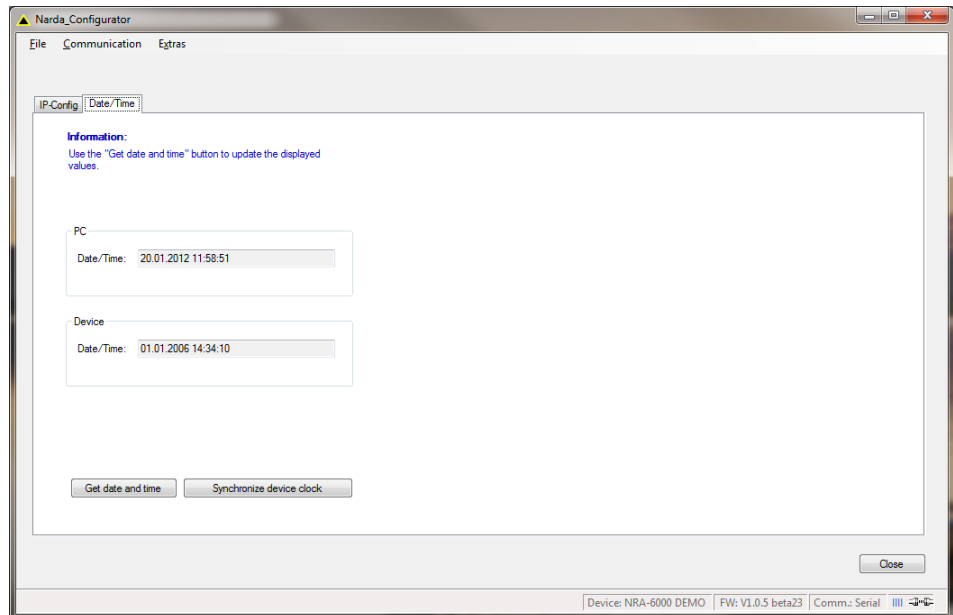 Narda_Configurator
File Communication Extras
IP-Config Date/Time
Information:
Use the "Get date and time" button to update the displayed
values.
PC
Date/Time: 20.01.2012 11:58:51
Device
Date/Time: 01.01.2006 14:34:10
Get date and time Synchronize device clock
Close
Device: NRA-6000 DEMO FW: V1.0.5 beta23 Comm.: Serial